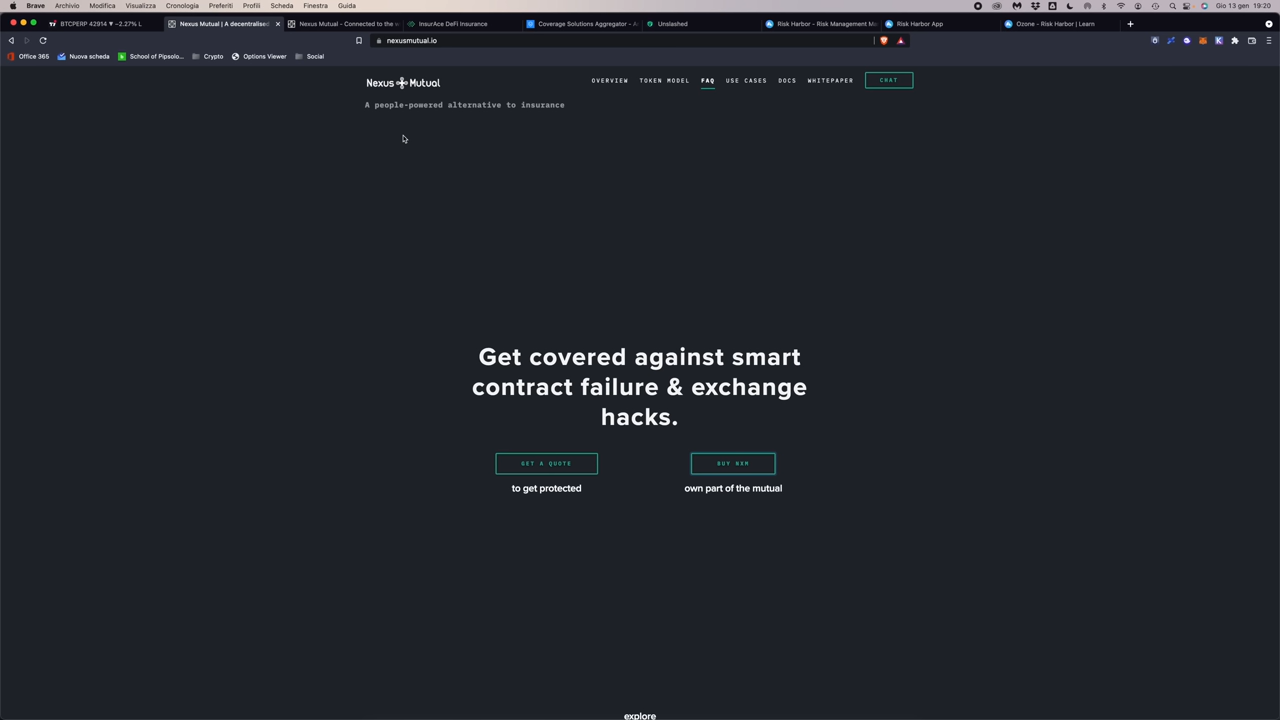 Brave Archivio Modifica Visualizza Cronologia Preferiti Profili Scheda Finestra Guida
Gio 13 gen 19:20
BTCPERP 42914 ▼ −2.27% L
Nexus Mutual | A decentralised
Nexus Mutual - Connected to the w
InsurAce DeFi Insurance
Coverage Solutions Aggregator - A
Unslashed
Risk Harbor - Risk Management M
Risk Harbor App
Ozone - Risk Harbor | Learn
nexusmutual.io
Office 365
Nuova scheda
School of Pipsolo...
Crypto
Options Viewer
Social
Nexus Mutual
OVERVIEW TOKEN MODEL FAQ USE CASES DOCS WHITEPAPER CHAT
A people-powered alternative to insurance
Get covered against smart
contract failure & exchange
hacks.
GET A QUOTE
BUY NXM
to get protected
own part of the mutual
explore